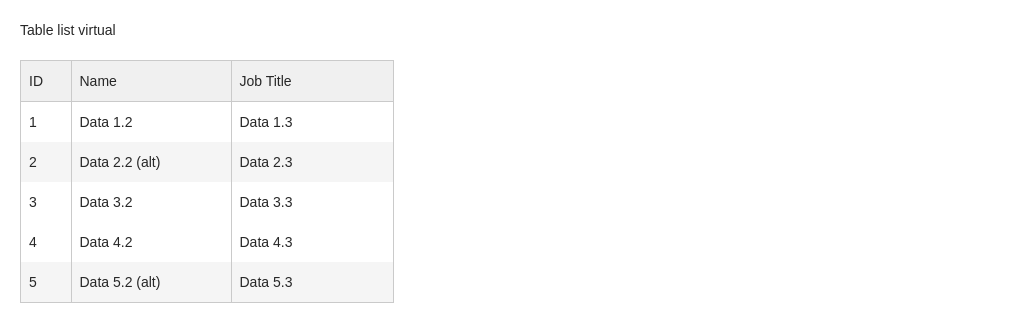 Table list virtual
ID Name Job Title
1 Data 1.2 Data 1.3
2 Data 2.2 (alt) Data 2.3
3 Data 3.2 Data 3.3
4 Data 4.2 Data 4.3
5 Data 5.2 (alt) Data 5.3